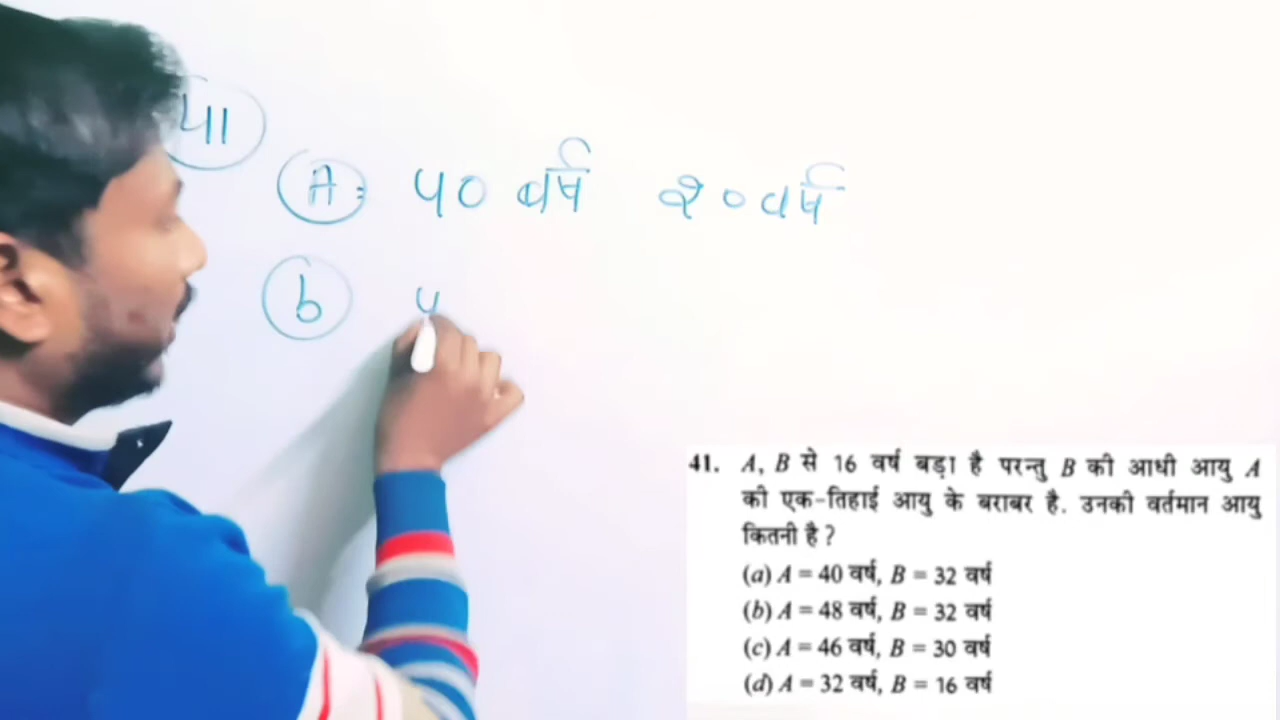 41
A = 40 वर्ष २० वर्ष
b 4
41. A, B से 16 वर्ष बड़ा है परन्तु B की आधी आयु A
की एक-तिहाई आयु के बराबर है. उनकी वर्तमान आयु
कितनी है ?
(a) A = 40 वर्ष, B = 32 वर्ष
(b) A = 48 वर्ष, B = 32 वर्ष
(c) A = 46 वर्ष, B = 30 वर्ष
(d) A = 32 वर्ष, B = 16 वर्ष